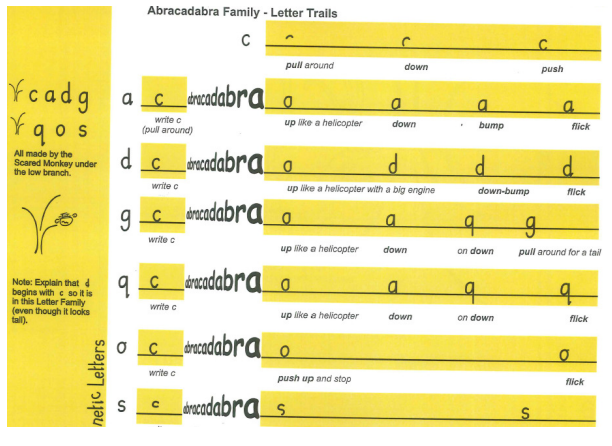 Abracadabra Family - Letter Trails
c c c
pull around down push
c a d g
q o s
All made by the
Scared Monkey under
the low branch.
Note: Explain that d
begins with c so it is
in this Letter Family
(even though it looks
tall).
netic Letters
a c abracadabra o a a a
write c
(pull around)
up like a helicopter down bump flick
d c abracadabra o d d d
write c
up like a helicopter with a big engine down-bump flick
g c abracadabra o a q g
write c
up like a helicopter down on down pull around for a tail
q c abracadabra o a q q
write c
up like a helicopter down on down flick
o c abracadabra o o
write c
push up and stop flick
s c abracadabra s s